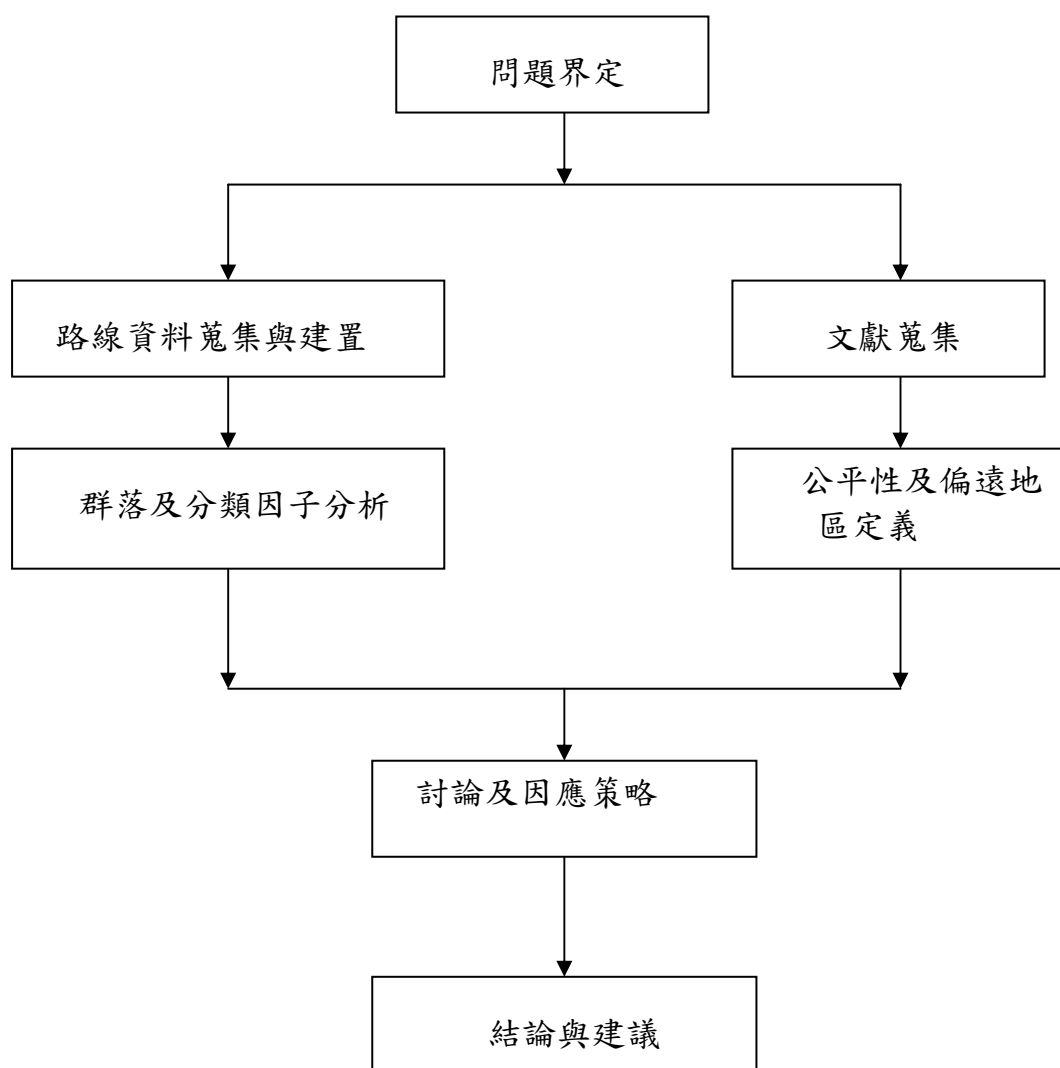 問題界定
路線資料蒐集與建置
文獻蒐集
群落及分類因子分析
公平性及偏遠地
區定義
討論及因應策略
結論與建議